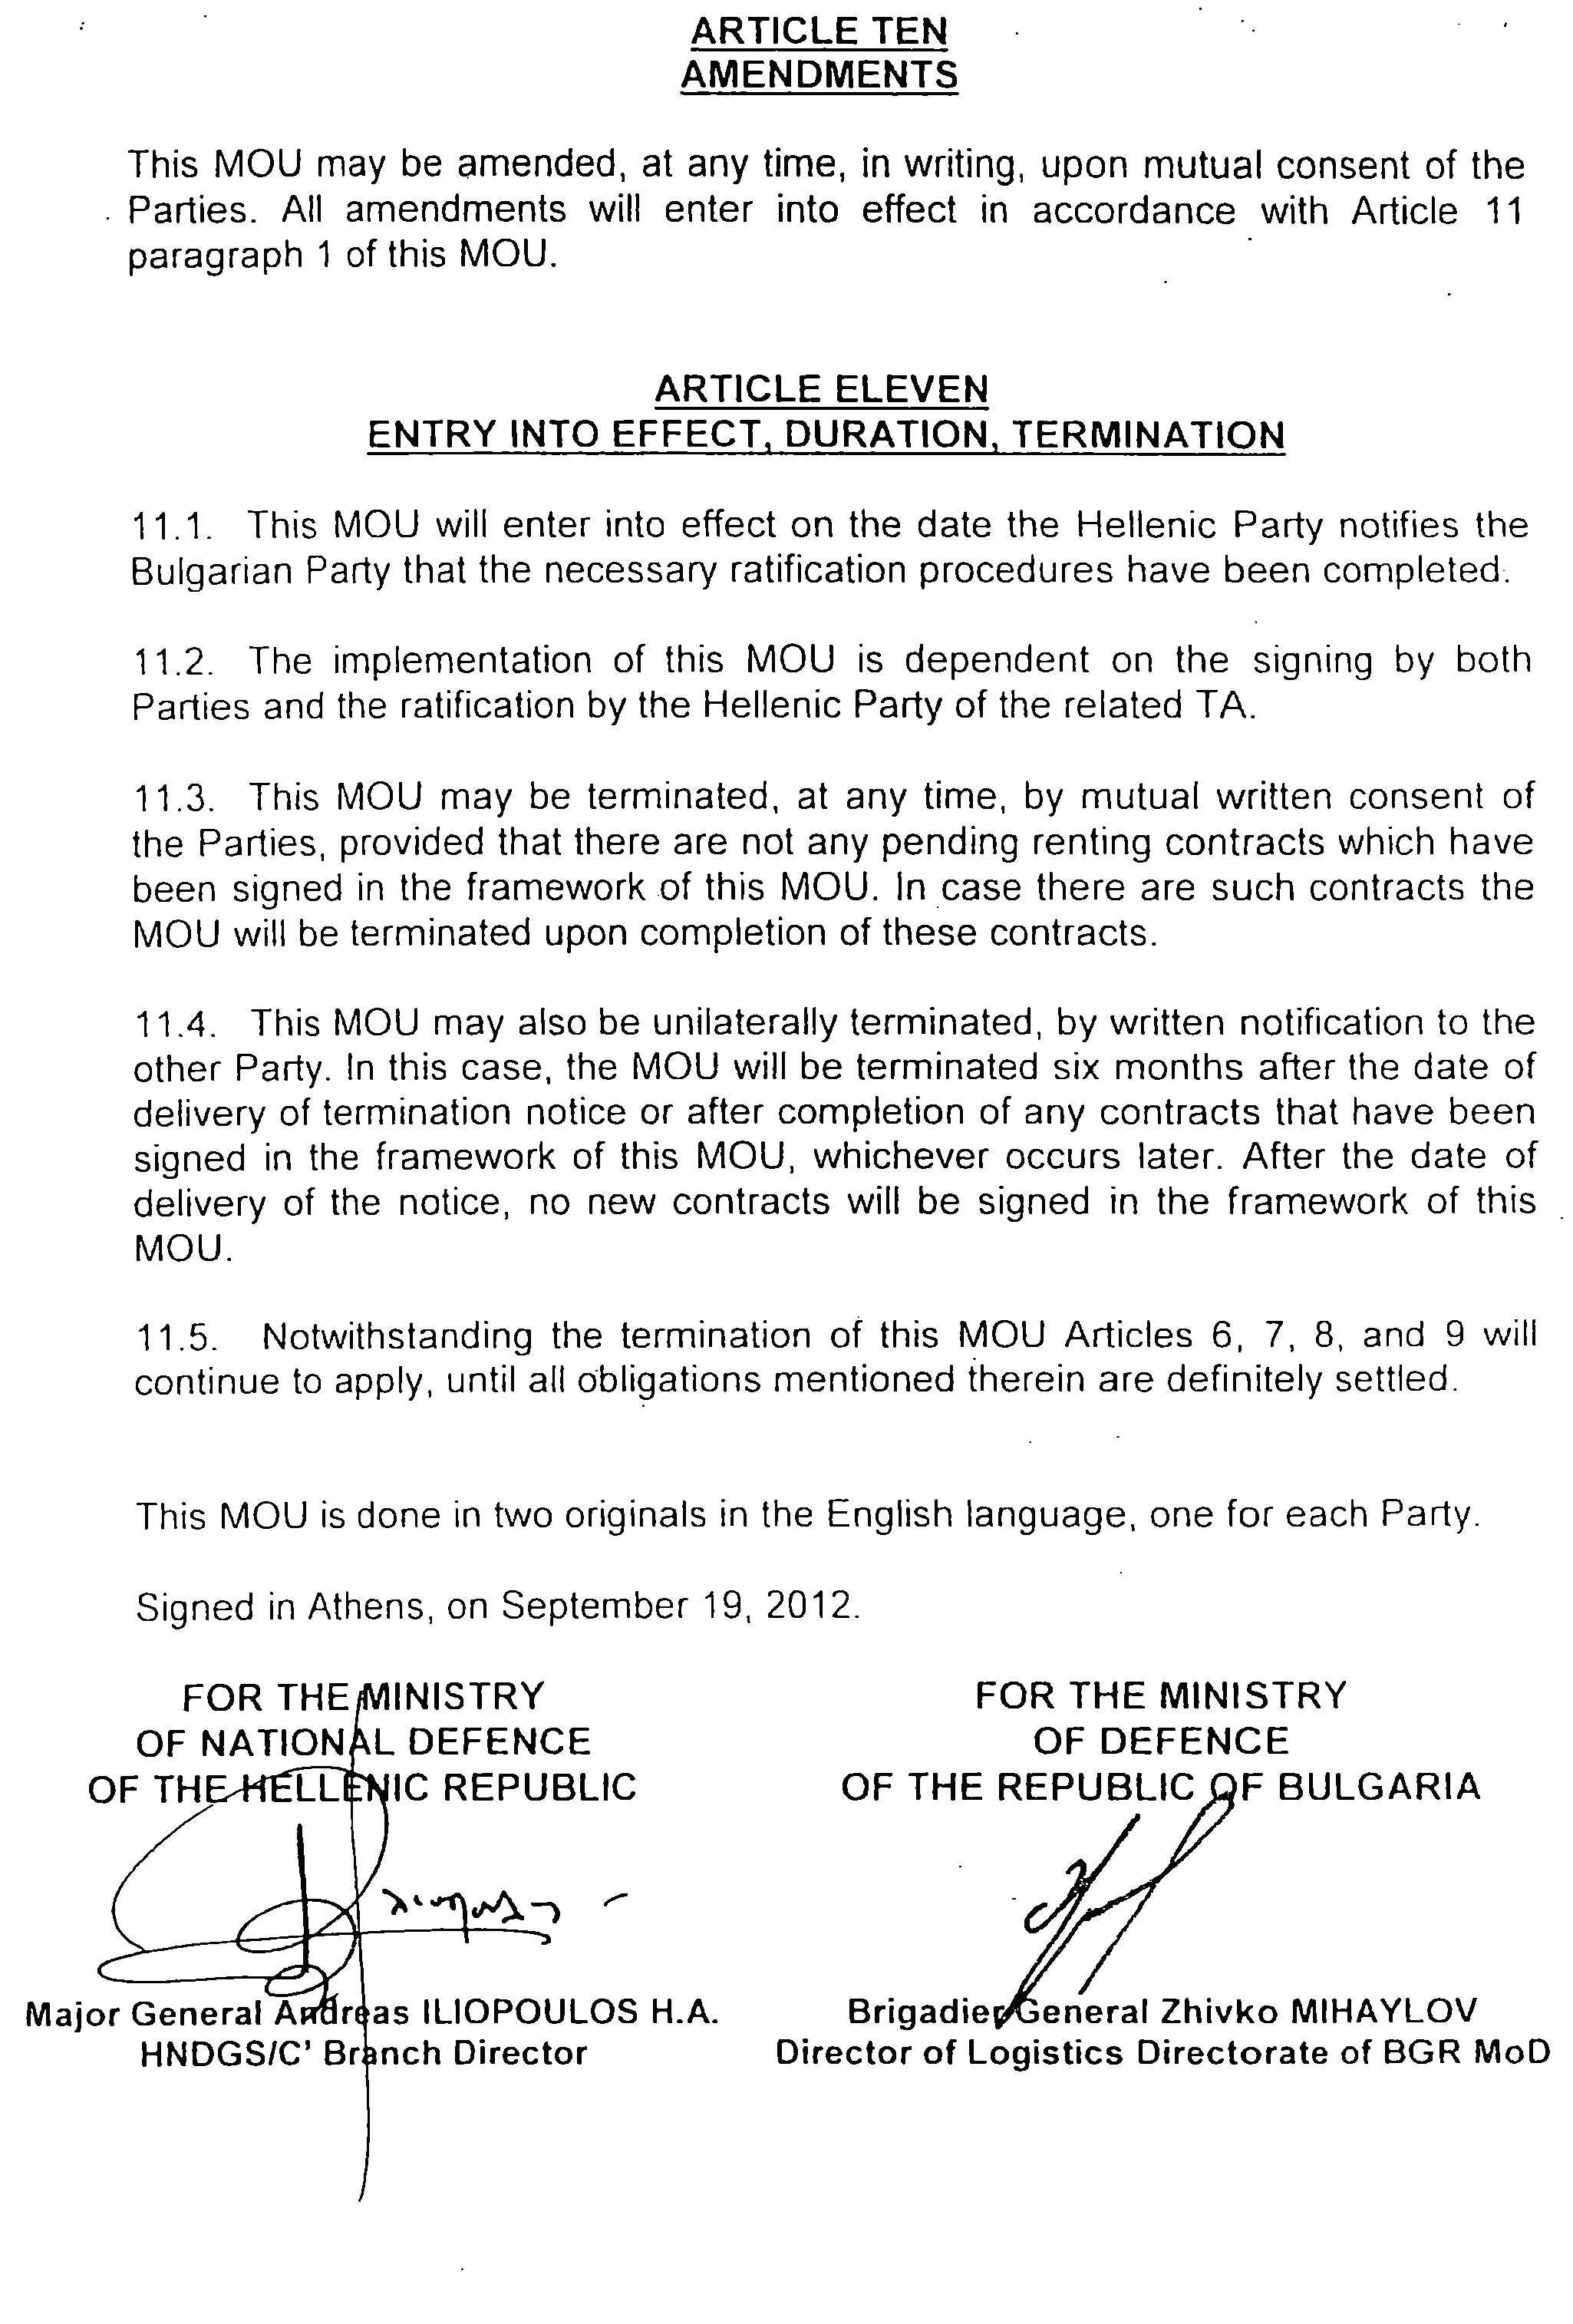 ARTICLE TEN
AMENDMENTS
This MOU may be amended, at any time, in writing, upon mutual consent of the
Parties. All amendments will enter into effect in accordance with Article 11
paragraph 1 of this MOU.
ARTICLE ELEVEN
ENTRY INTO EFFECT, DURATION, TERMINATION
11.1. This MOU will enter into effect on the date the Hellenic Party notifies the
Bulgarian Party that the necessary ratification procedures have been completed.
11.2. The implementation of this MOU is dependent on the signing by both
Parties and the ratification by the Hellenic Party of the related TA.
11.3. This MOU may be terminated, at any time, by mutual written consent of
the Parties, provided that there are not any pending renting contracts which have
been signed in the framework of this MOU. In case there are such contracts the
MOU will be terminated upon completion of these contracts.
11.4. This MOU may also be unilaterally terminated, by written notification to the
other Party. In this case, the MOU will be terminated six months after the date of
delivery of termination notice or after completion of any contracts that have been
signed in the framework of this MOU, whichever occurs later. After the date of
delivery of the notice, no new contracts will be signed in the framework of this
MOU.
11.5. Notwithstanding the termination of this MOU Articles 6, 7, 8, and 9 will
continue to apply, until all obligations mentioned therein are definitely settled.
This MOU is done in two originals in the English language, one for each Party.
Signed in Athens, on September 19, 2012.
FOR THE MINISTRY
OF NATIONAL DEFENCE
OF THE HELLENIC REPUBLIC
Major General Andreas ILIOPOULOS H.A.
HNDGS/C' Branch Director
FOR THE MINISTRY
OF DEFENCE
OF THE REPUBLIC OF BULGARIA
Brigadier General Zhivko MIHAYLOV
Director of Logistics Directorate of BGR MoD